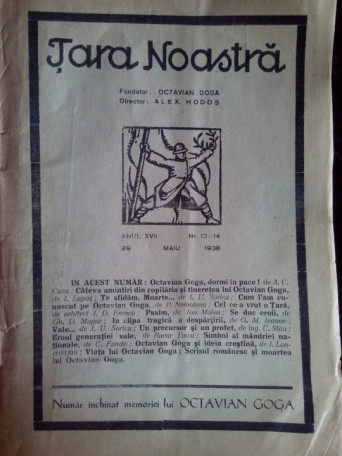 Țara Noastră
Fondator: OCTAVIAN GOGA
Director: ALEX. HODOȘ
ANUL XVII Nr. 13-14
29 MAIU 1938
IN ACEST NUMĂR: Octavian Goga, dormi în pace! de A. C.
Cuza; Câteva amintiri din copilăria și tinerețea lui Octavian Goga,
de I. Lupaș; Te sfidăm, Moarte... de I. U. Soricu; Cum l'am cu-
noscut pe Octavian Goga, de P. Nemoianu; Cel ce a vrut o Țară,
de arhitect I. D. Enescu; Psalm, de Ion Molea; Se duc eroii, de
Gh. D. Mugur; In clipa tragică a despărțirii, de G. M. Ivanov;
Vale... de I. U. Soricu; Un precursor și un profet, de ing. C. Stan;
Eroul generației sale, de Bucur Țincu; Simbol al mândriei na-
ționale, de C. Pandu; Octavian Goga și ideia creștină, de I. Lan-
crănjan; Viața lui Octavian Goga; Scrisul românesc și moartea
lui Octavian Goga.
Număr închinat memoriei lui OCTAVIAN GOGA